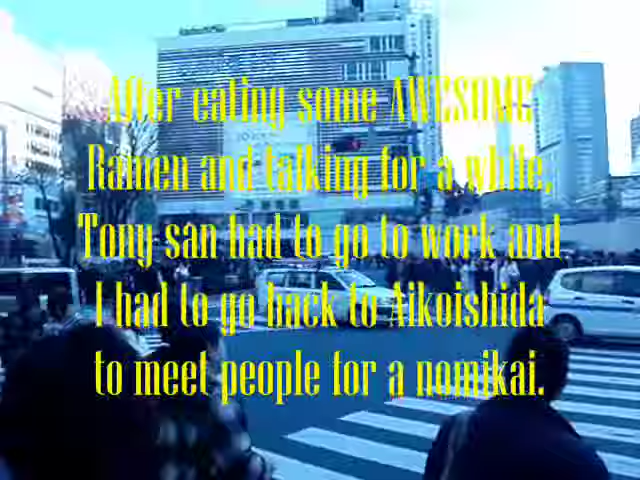 After eating some AWESOME
Ramen and talking for a while,
Tony san had to go to work and
I had to go back to Aikoishida
to meet people for a nomikai.